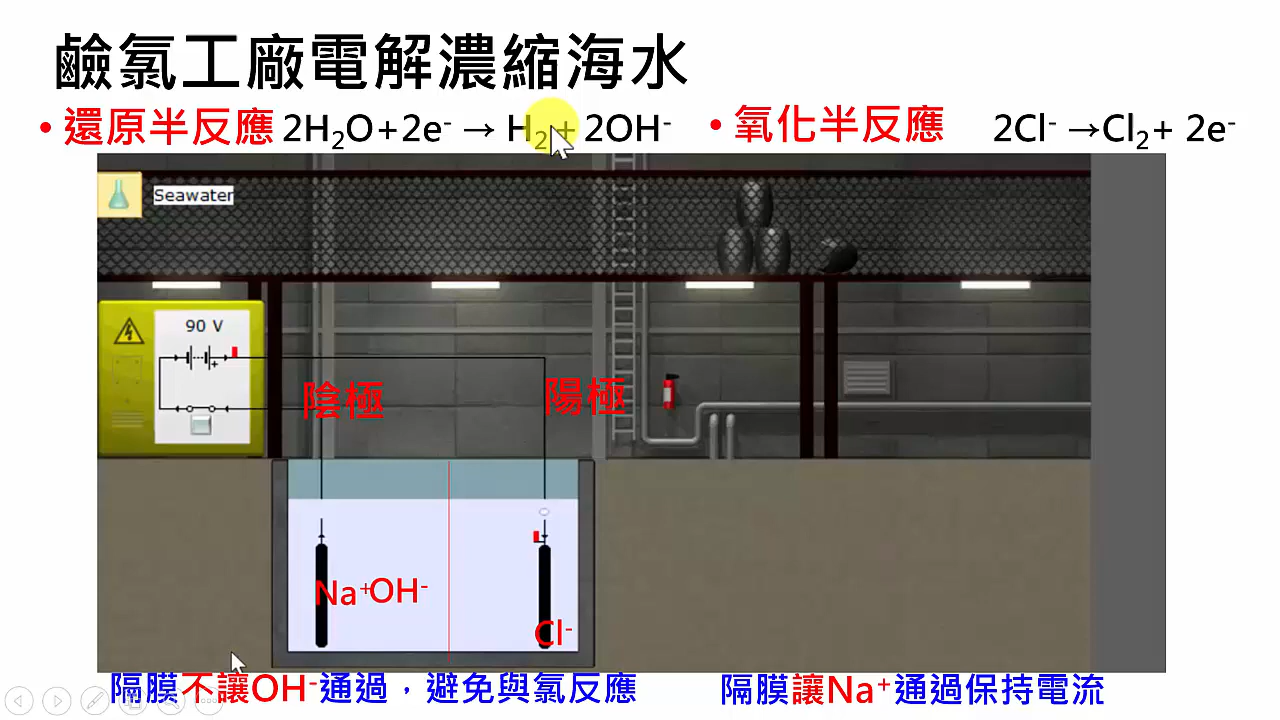 鹼氯工廠電解濃縮海水
• 還原半反應 2H₂O+2e⁻ → H₂+ 2OH⁻
• 氧化半反應 2Cl⁻ →Cl₂+ 2e⁻
Seawater
90 V
陰極
陽極
Na⁺OH⁻
Cl⁻
隔膜不讓OH⁻通過，避免與氯反應
隔膜讓Na⁺通過保持電流